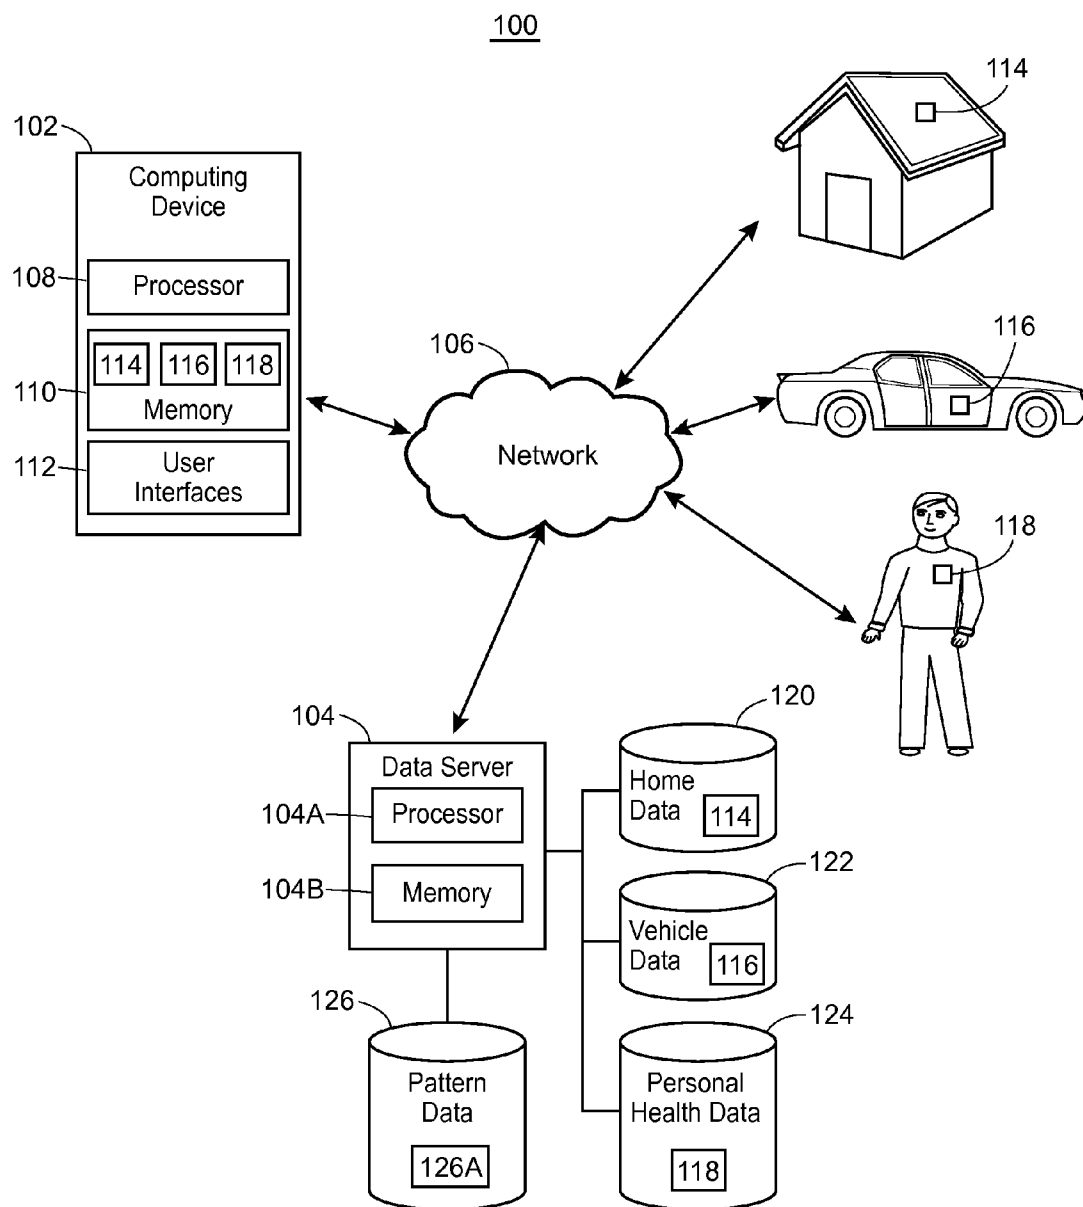 100
114
102
Computing
Device
108
Processor
106
116
114 116 118
110
Memory
Network
112
User
Interfaces
118
120
104
Data Server
Home
Data
114
104A
Processor
122
104B
Memory
Vehicle
Data
116
126
124
Pattern
Data
Personal
Health Data
126A
118